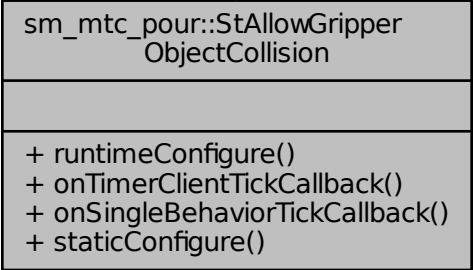 sm_mtc_pour::StAllowGripper
ObjectCollision
+ runtimeConfigure()
+ onTimerClientTickCallback()
+ onSingleBehaviorTickCallback()
+ staticConfigure()